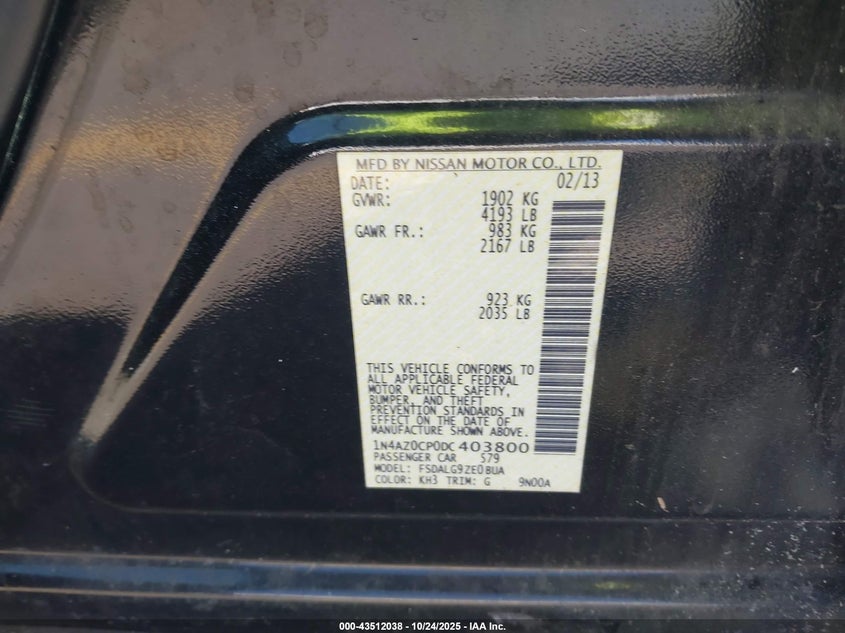 MFD BY NISSAN MOTOR CO., LTD.
DATE: 02/13
GVWR: 1902 KG
4193 LB
GAWR FR.: 983 KG
2167 LB
GAWR RR.: 923 KG
2035 LB
THIS VEHICLE CONFORMS TO
ALL APPLICABLE FEDERAL
MOTOR VEHICLE SAFETY,
BUMPER, AND THEFT
PREVENTION STANDARDS IN
EFFECT ON THE DATE OF
MANUFACTURE SHOWN ABOVE.
1N4AZ0CP0DC403800
PASSENGER CAR S79
MODEL: FSDALG9ZE0BUA
COLOR: KH3 TRIM: G 9N00A
000-43512038 - 10/24/2025 - IAA Inc.